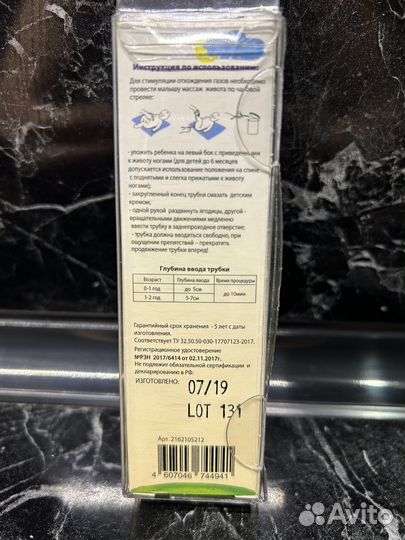 Инструкция по использованию:
Для стимуляции отхождения газов необходимо
провести малышу массаж живота по часовой
стрелке:
- уложить ребенка на левый бок с приведенными
к животу ногами (для детей до 6 месяцев
допускается использование положения на спине
с поднятыми и слегка прижатыми к животу
ногами);
- закругленный конец трубки смазать детским
кремом;
- одной рукой раздвинуть ягодицы, другой -
вращательными движениями медленно
ввести трубку в заднепроходное отверстие;
- трубка должна вводиться свободно, при
ощущении препятствий – прекратить
продвижение трубки вперед!
Глубина ввода трубки
Возраст Глубина ввода Время процедуры
0-1 год до 5см до 10мин
1-2 год 5-7см
Гарантийный срок хранения - 5 лет с даты
изготовления.
Соответствует ТУ 32.50.50-030-17707123-2017.
Регистрационное удостоверение
№РЗН 2017/6414 от 02.11.2017г.
Не подлежит обязательной сертификации и
декларированию в РФ.
ИЗГОТОВЛЕНО: 07/19
LOT 131
Арт. 2162105212
4 607046 744941
Avito